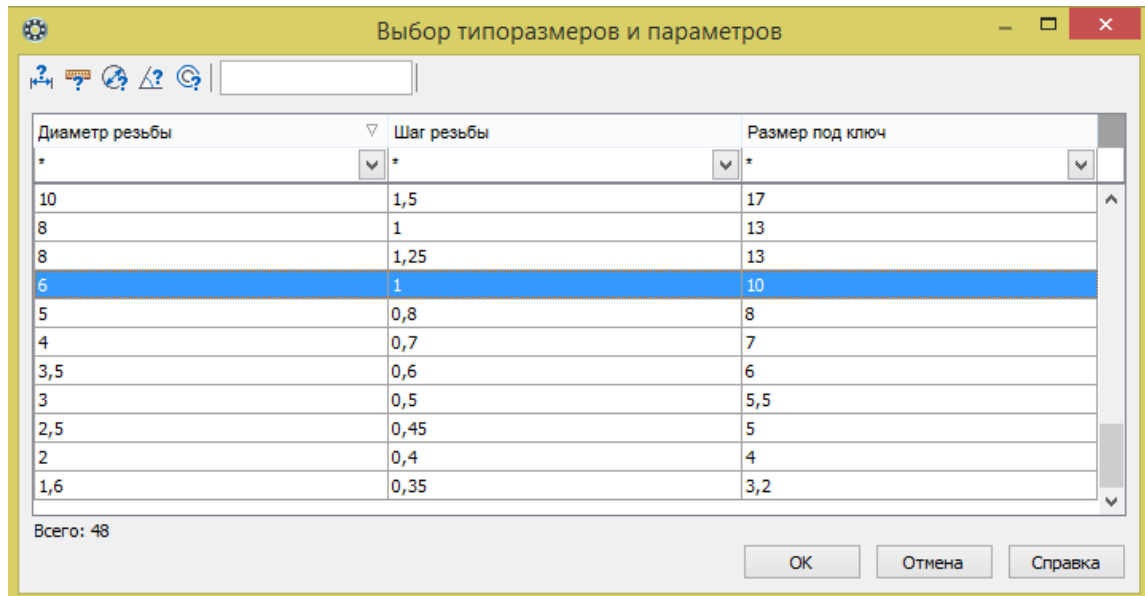 Выбор типоразмеров и параметров
Диаметр резьбы Шаг резьбы Размер под ключ
* * *
10 1,5 17
8 1 13
8 1,25 13
6 1 10
5 0,8 8
4 0,7 7
3,5 0,6 6
3 0,5 5,5
2,5 0,45 5
2 0,4 4
1,6 0,35 3,2
Всего: 48
OK Отмена Справка